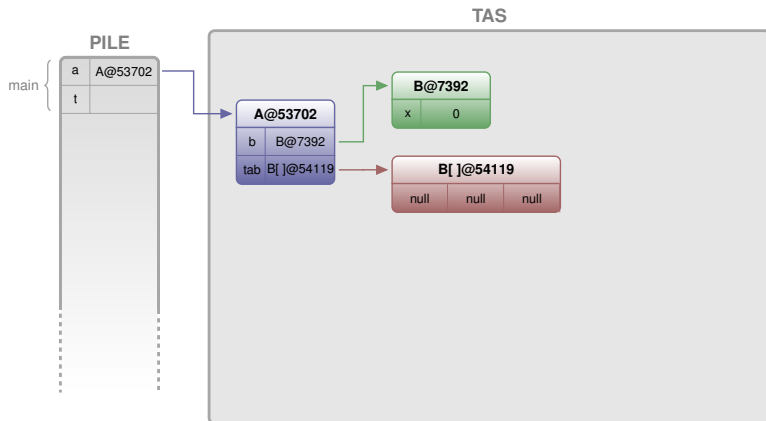 TAS
PILE
main
a A@53702
t
A@53702
b B@7392
tab B[ ]@54119
B@7392
x 0
B[ ]@54119
null null null